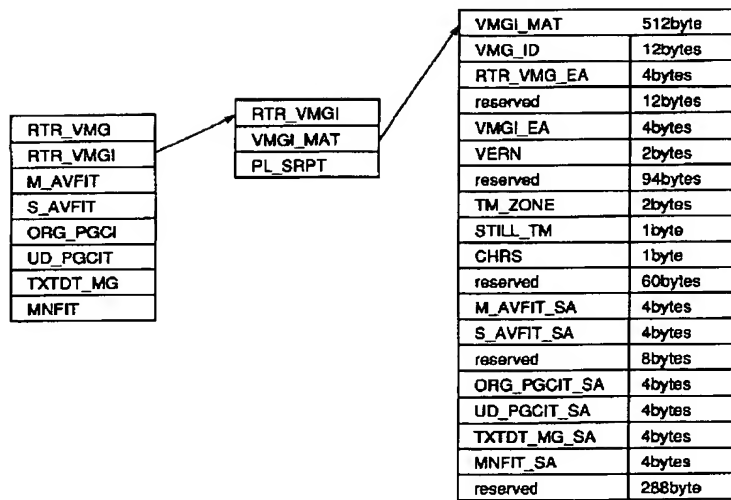 RTR_VMG
RTR_VMGI
M_AVFIT
S_AVFIT
ORG_PGCI
UD_PGCIT
TXTDT_MG
MNFIT
RTR_VMGI
VMGI_MAT
PL_SRPT
VMGI_MAT 512byte
VMG_ID 12bytes
RTR_VMG_EA 4bytes
reserved 12bytes
VMGI_EA 4bytes
VERN 2bytes
reserved 94bytes
TM_ZONE 2bytes
STILL_TM 1byte
CHRS 1byte
reserved 60bytes
M_AVFIT_SA 4bytes
S_AVFIT_SA 4bytes
reserved 8bytes
ORG_PGCIT_SA 4bytes
UD_PGCIT_SA 4bytes
TXTDT_MG_SA 4bytes
MNFIT_SA 4bytes
reserved 288byte